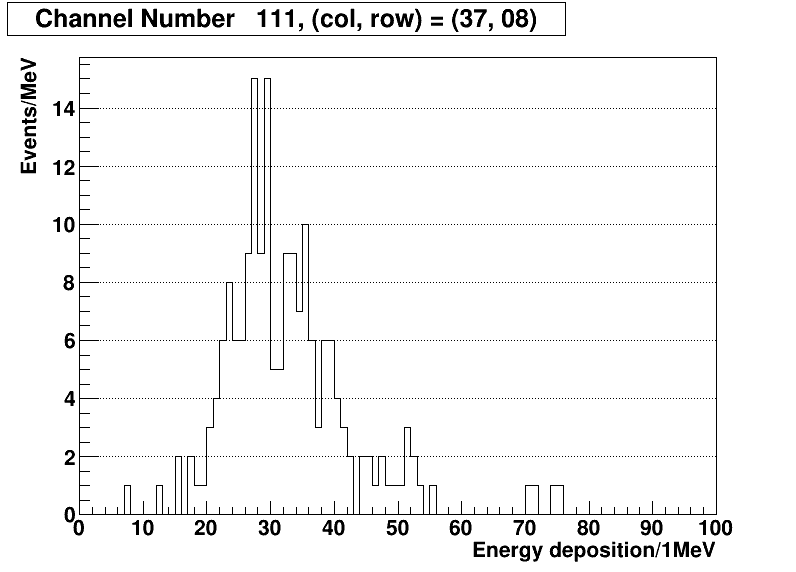 Channel Number 111, (col, row) = (37, 08)
Events/MeV
14
12
10
8
6
4
2
0
0 10 20 30 40 50 60 70 80 90 100
Energy deposition/1MeV